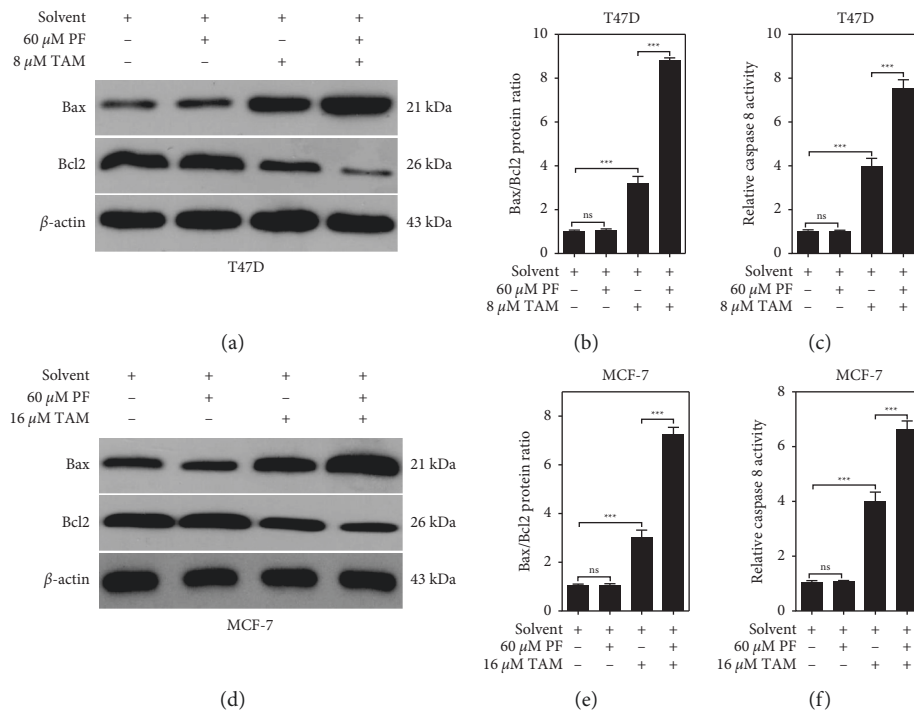 Solvent + + + +
60 μM PF – + – +
8 μM TAM – – + +
Bax 21 kDa
Bcl2 26 kDa
β-actin 43 kDa
T47D
(a)
T47D
Bax/Bcl2 protein ratio
10
8
6
4
2
0
ns
***
***
Solvent + + + +
60 μM PF – + – +
8 μM TAM – – + +
(b)
T47D
Relative caspase 8 activity
10
8
6
4
2
0
ns
***
***
Solvent + + + +
60 μM PF – + – +
8 μM TAM – – + +
(c)
Solvent + + + +
60 μM PF – + – +
16 μM TAM – – + +
Bax 21 kDa
Bcl2 26 kDa
β-actin 43 kDa
MCF-7
(d)
MCF-7
Bax/Bcl2 protein ratio
8
6
4
2
0
ns
***
***
Solvent + + + +
60 μM PF – + – +
16 μM TAM – – + +
(e)
MCF-7
Relative caspase 8 activity
8
6
4
2
0
ns
***
***
Solvent + + + +
60 μM PF – + – +
16 μM TAM – – + +
(f)